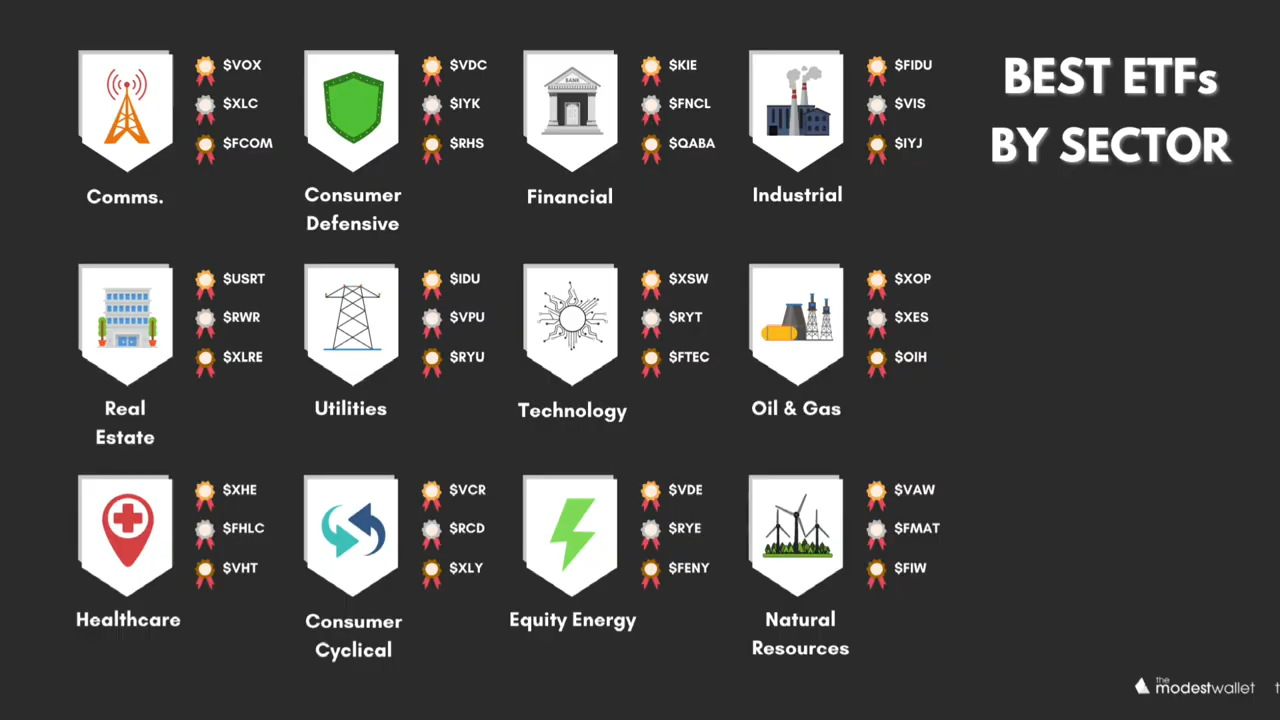 BEST ETFs
BY SECTOR
$VOX
$XLC
$FCOM
Comms.
$VDC
$IYK
$RHS
Consumer
Defensive
BANK
$KIE
$FNCL
$QABA
Financial
$FIDU
$VIS
$IYJ
Industrial
$USRT
$RWR
$XLRE
Real
Estate
$IDU
$VPU
$RYU
Utilities
$XSW
$RYT
$FTEC
Technology
$XOP
$XES
$OIH
Oil & Gas
$XHE
$FHLC
$VHT
Healthcare
$VCR
$RCD
$XLY
Consumer
Cyclical
$VDE
$RYE
$FENY
Equity Energy
$VAW
$FMAT
$FIW
Natural
Resources
the
modestwallet
t